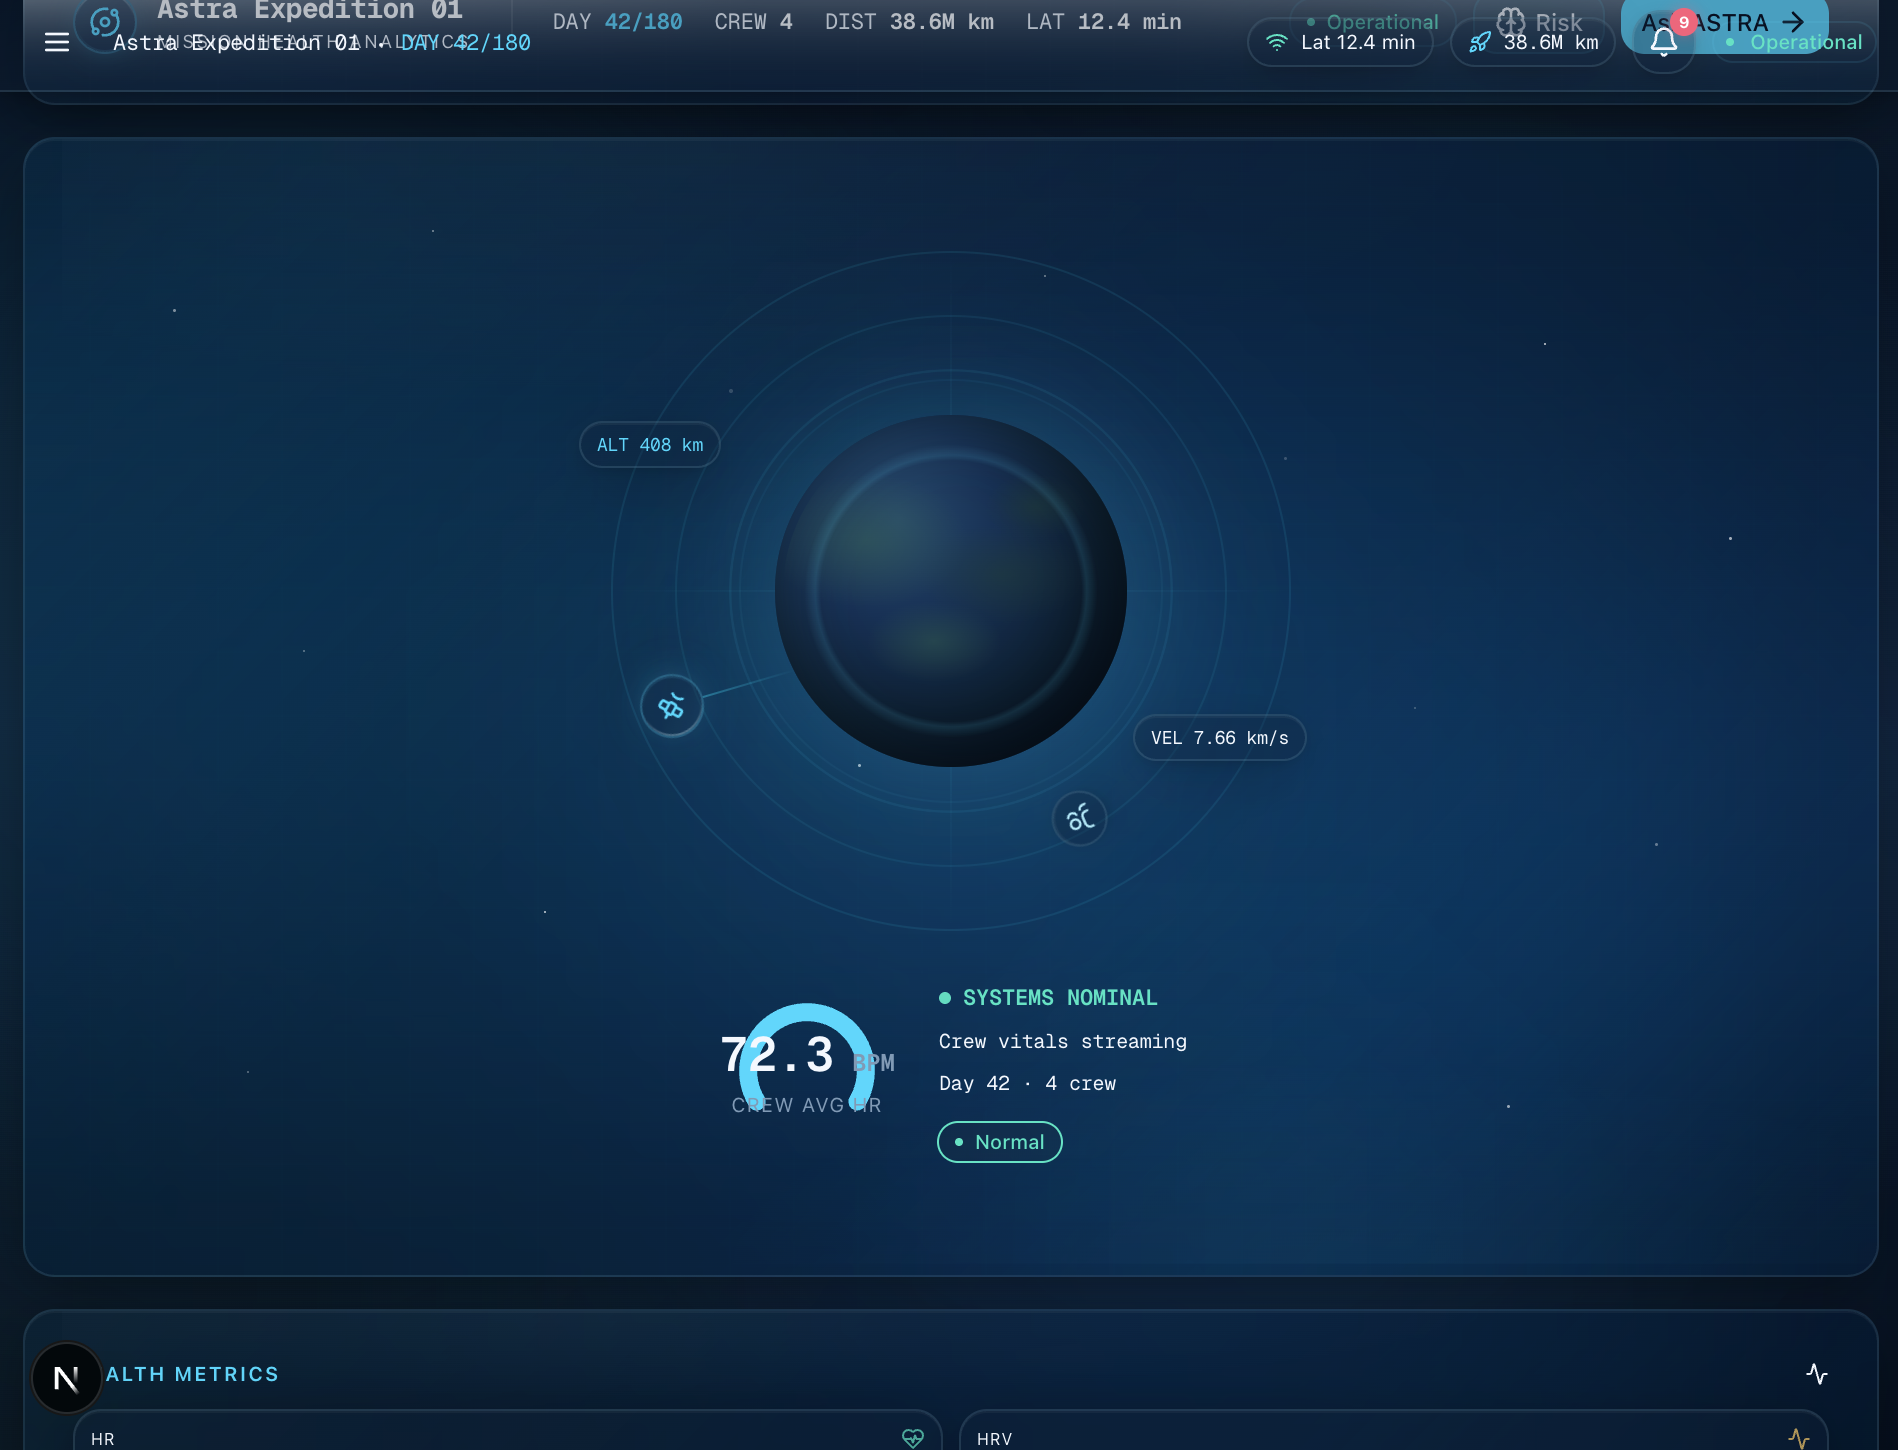 Astra Expedition 01
MISSION HEALTH ANALYTICS
DAY 42/180 CREW 4 DIST 38.6M km LAT 12.4 min
Operational
Risk
ASTRA
Astra Expedition 01 · DAY 42/180
Lat 12.4 min
38.6M km
9
Operational
ALT 408 km
VEL 7.66 km/s
72.3 BPM
CREW AVG HR
SYSTEMS NOMINAL
Crew vitals streaming
Day 42 · 4 crew
Normal
N
ALTH METRICS
HR
HRV